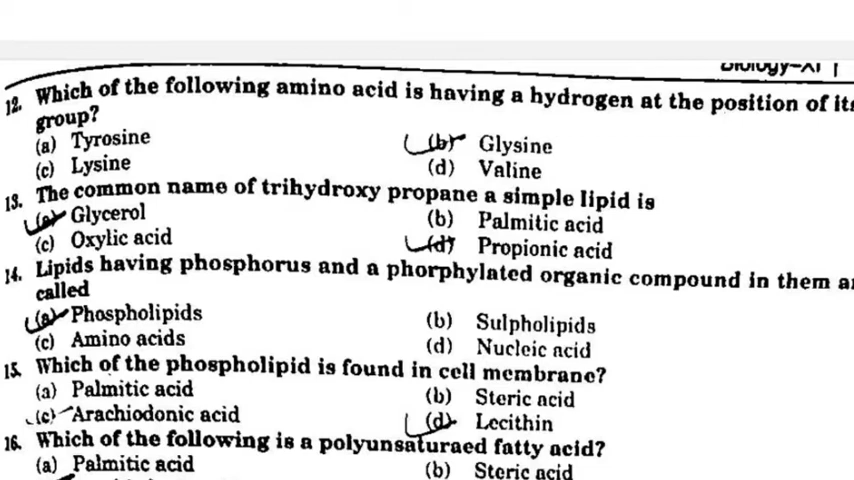 Biology-XI |
12. Which of the following amino acid is having a hydrogen at the position of its
group?
(a) Tyrosine (b) Glysine
(c) Lysine (d) Valine
13. The common name of trihydroxy propane a simple lipid is
(a) Glycerol (b) Palmitic acid
(c) Oxylic acid (d) Propionic acid
14. Lipids having phosphorus and a phorphylated organic compound in them
called
(a) Phospholipids (b) Sulpholipids
(c) Amino acids (d) Nucleic acid
15. Which of the phospholipid is found in cell membrane?
(a) Palmitic acid (b) Steric acid
(c) Arachiodonic acid (d) Lecithin
16. Which of the following is a polyunsaturaed fatty acid?
(a) Palmitic acid (b) Steric acid